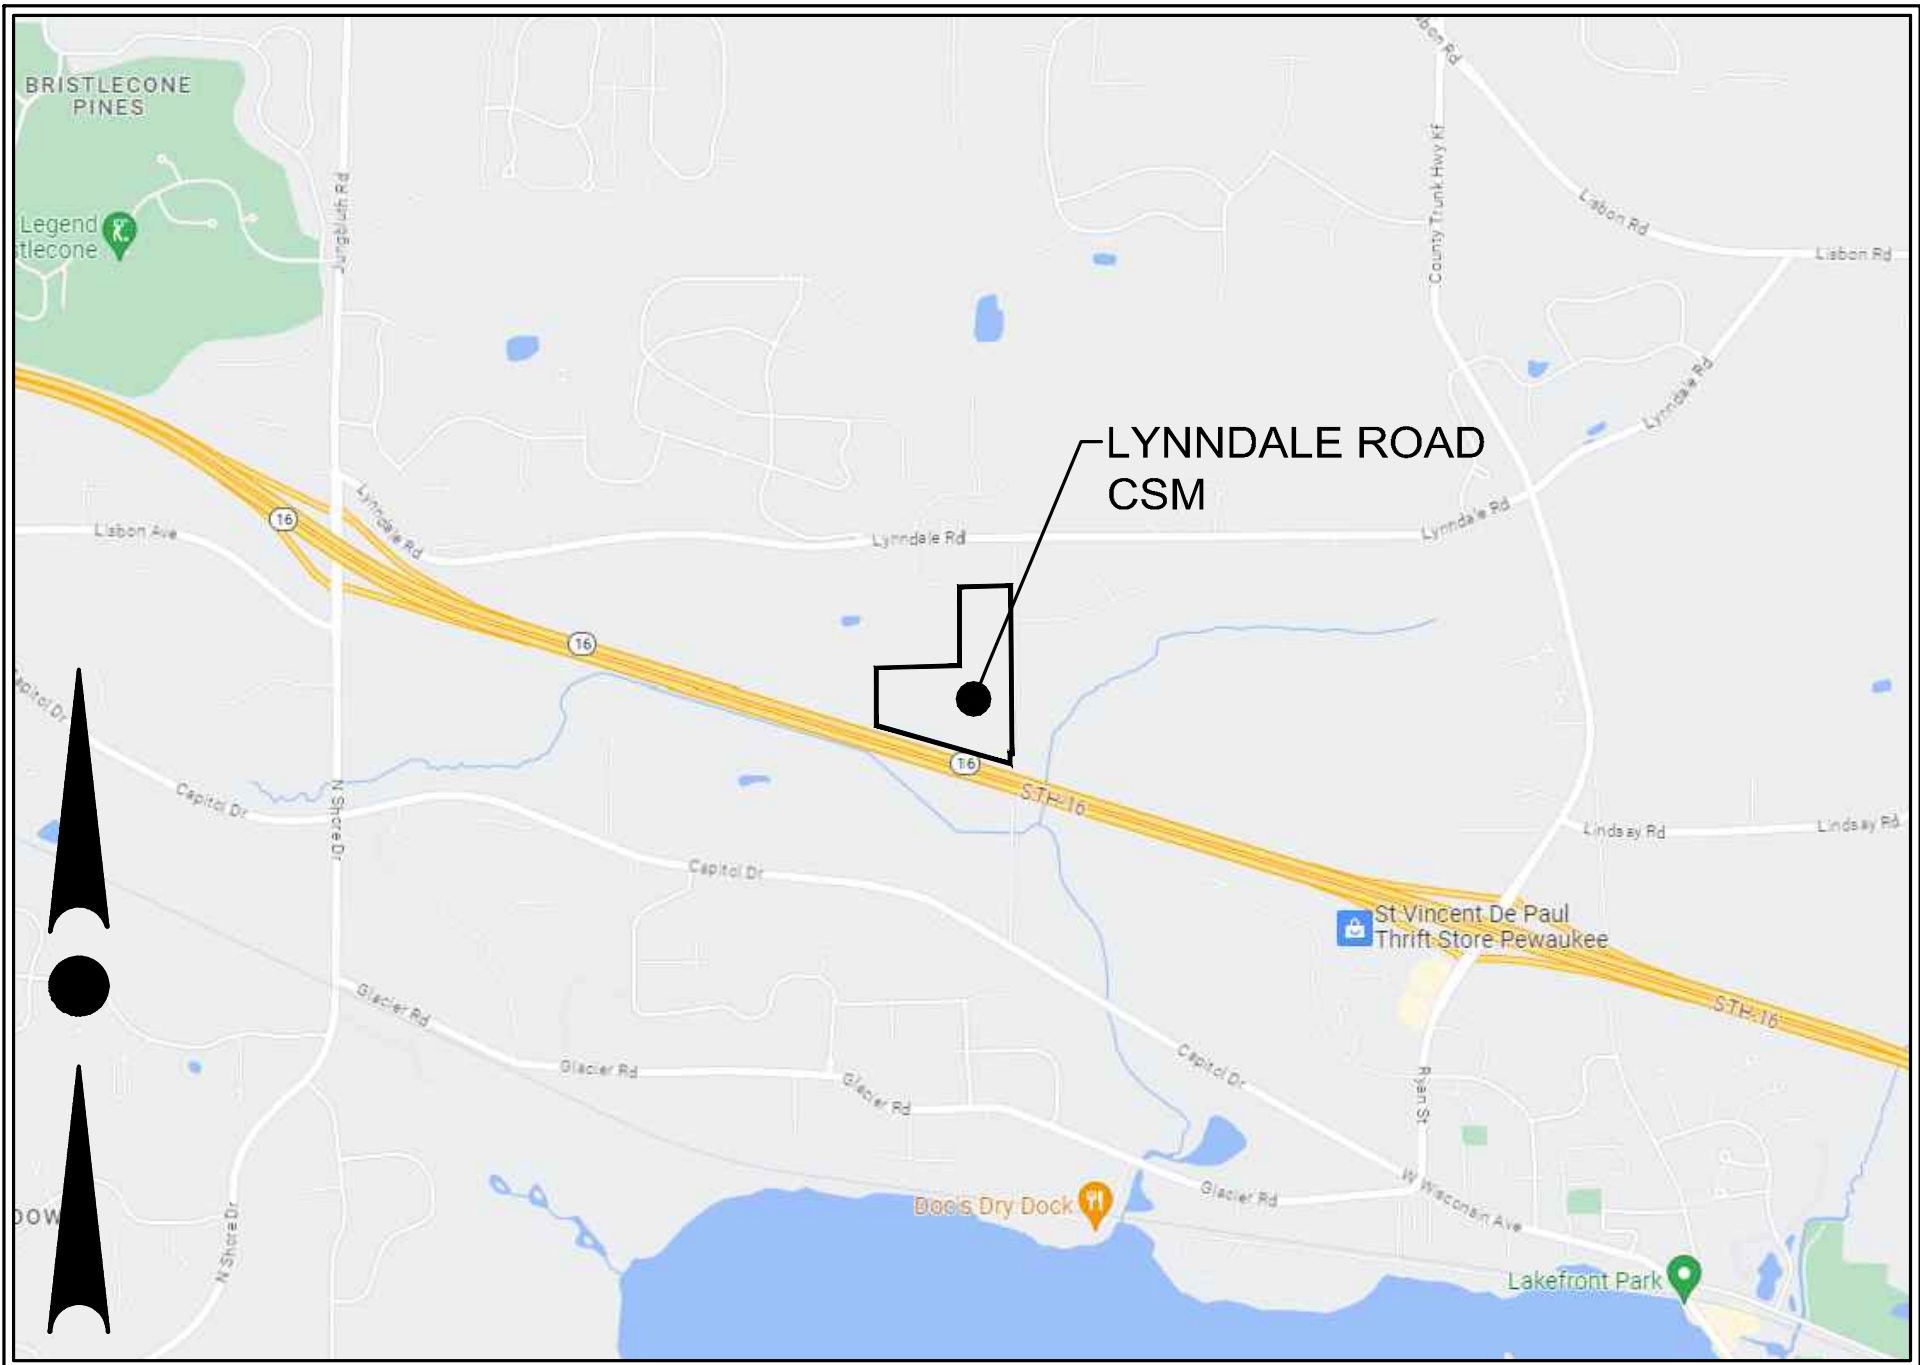 BRISTLECONE
PINES
Legend
stlecone
Jungbluth Rd
bon Rd
County Trunk Hwy Kf
Lisbon Rd
Lisbon Rd
Lynndale Rd
LYNNDALE ROAD
CSM
Lynndale Rd
Lynndale Rd
Lynndale Rd
Lisbon Ave
16
16
16
STH-16
Capitol Dr
Capitol Dr
N Shore Dr
Capitol Dr
Lindsay Rd
Lindsay Rd
St Vincent De Paul
Thrift Store Pewaukee
STH-16
Glacier Rd
Glacier Rd
Glacier Rd
Capitol Dr
Ryan St
Glacier Rd
W Wisconsin Ave
Doc's Dry Dock
DOW
N Shore Dr
Lakefront Park